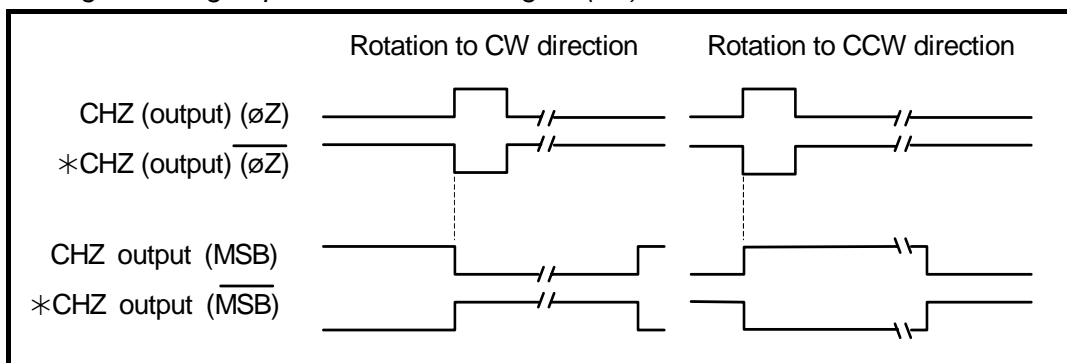 Rotation to CW direction Rotation to CCW direction
CHZ (output) (øZ)
＊CHZ (output) (øZ)
CHZ output (MSB)
＊CHZ output (MSB)